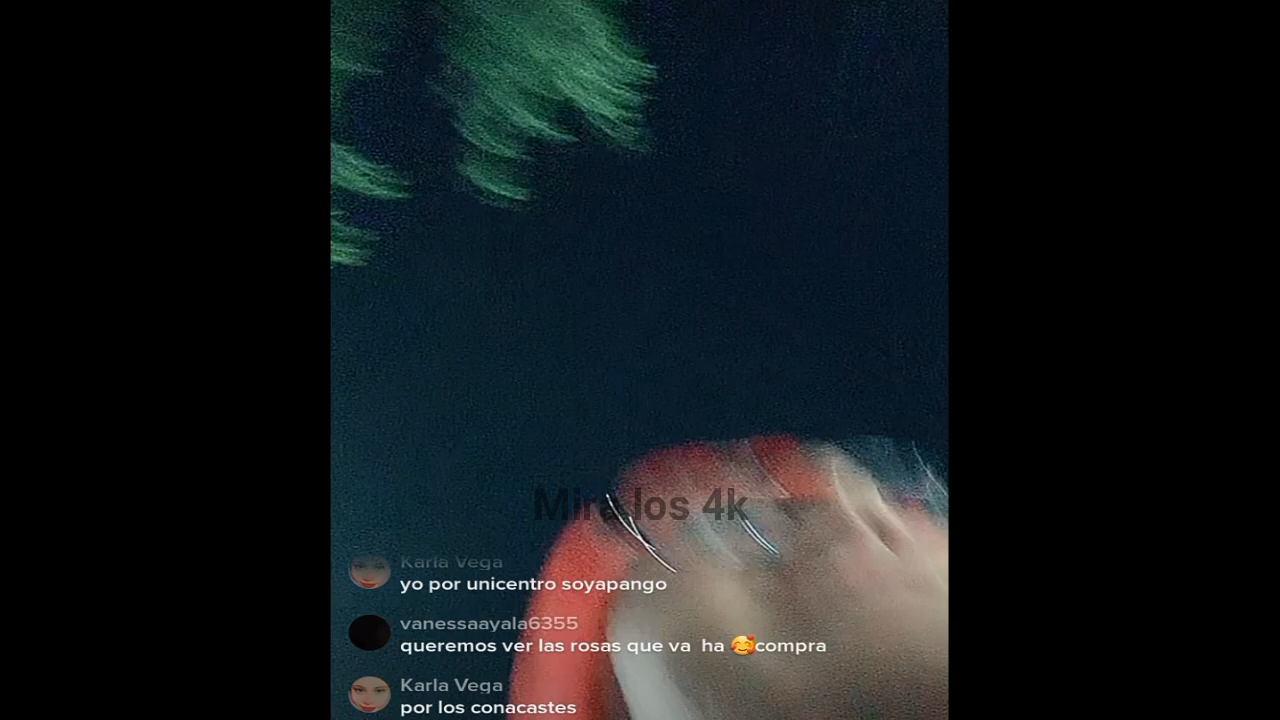 Mira los 4k
Karla Vega
yo por unicentro soyapango
vanessaayala6355
queremos ver las rosas que va ha 🥰compra
Karla Vega
por los conacastes